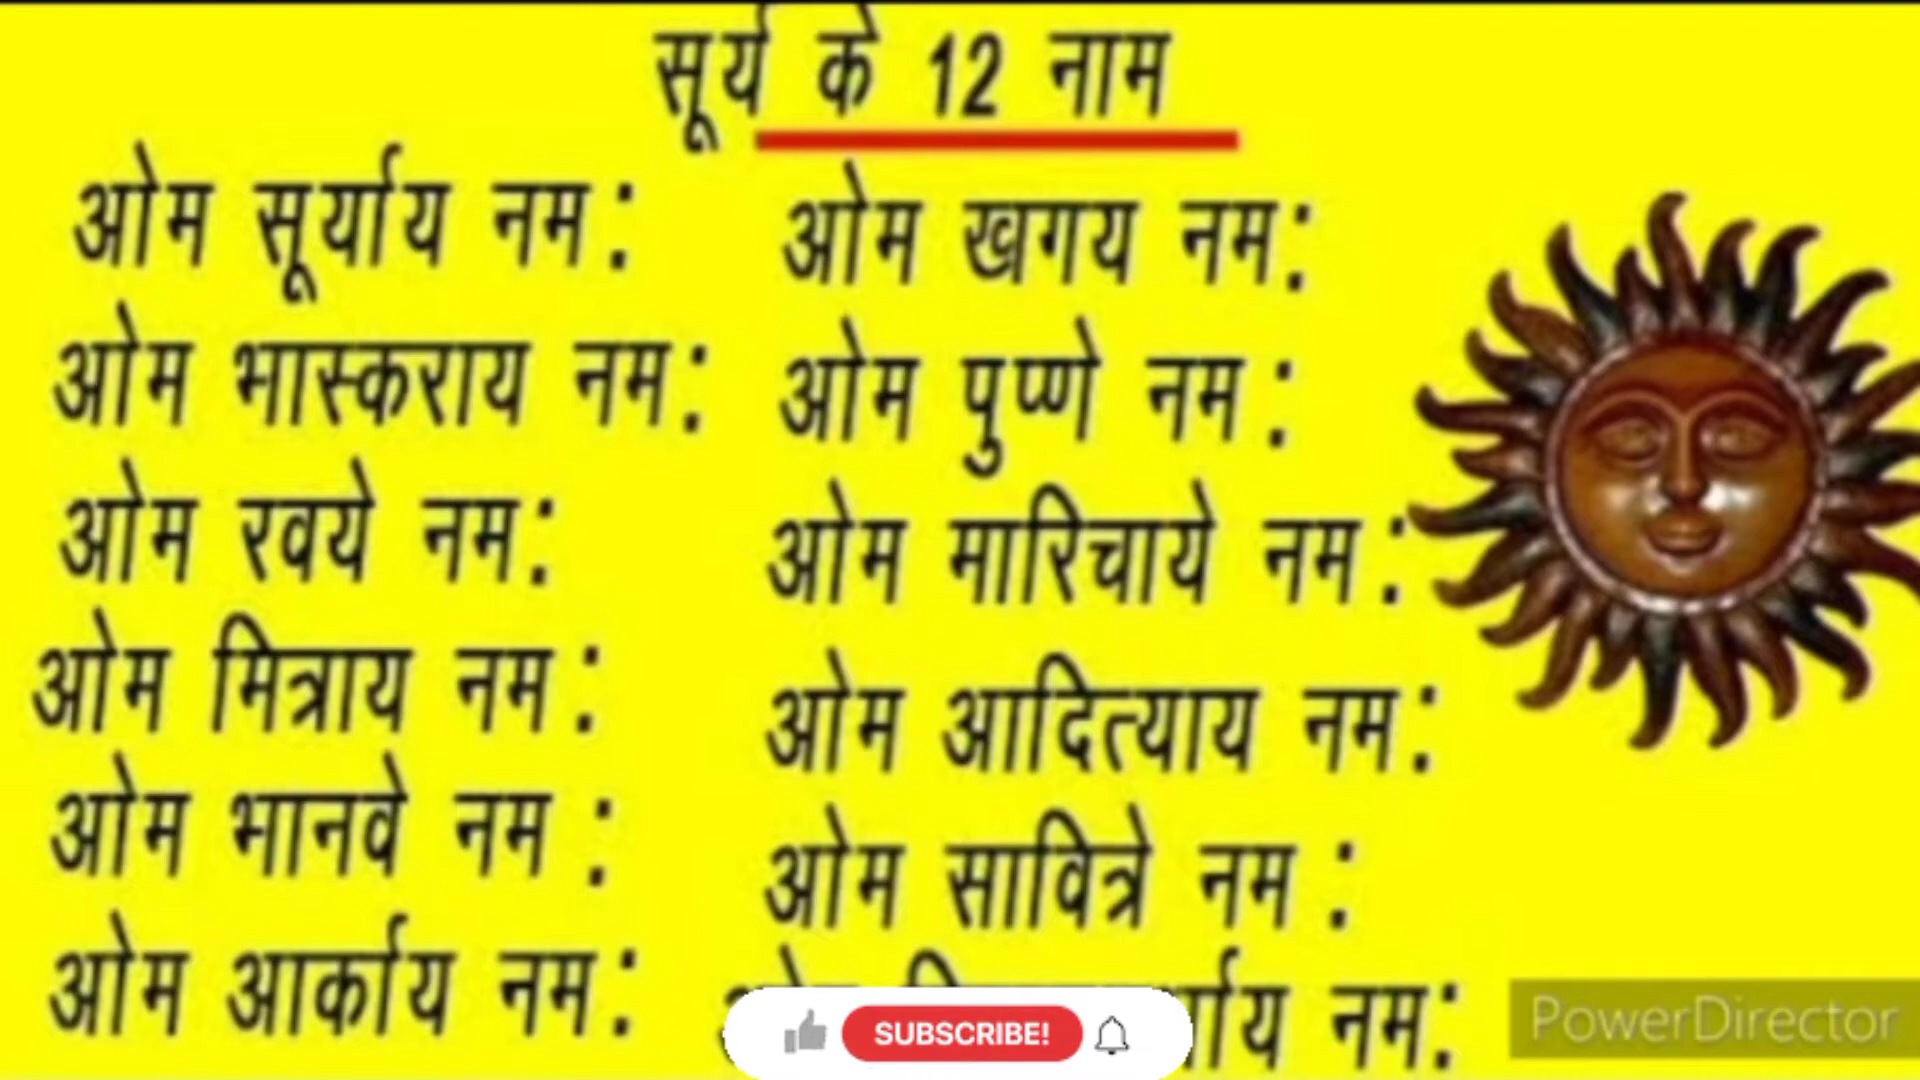 सूर्य के 12 नाम
ओम सूर्याय नम:
ओम भास्कराय नम:
ओम रवये नम:
ओम मित्राय नम:
ओम भानवे नम :
ओम आर्काय नम:
ओम खगय नम:
ओम पुप्णे नम :
ओम मारिचाये नम:
ओम आदित्याय नम:
ओम सावित्रे नम :
नम:
SUBSCRIBE!
PowerDirector